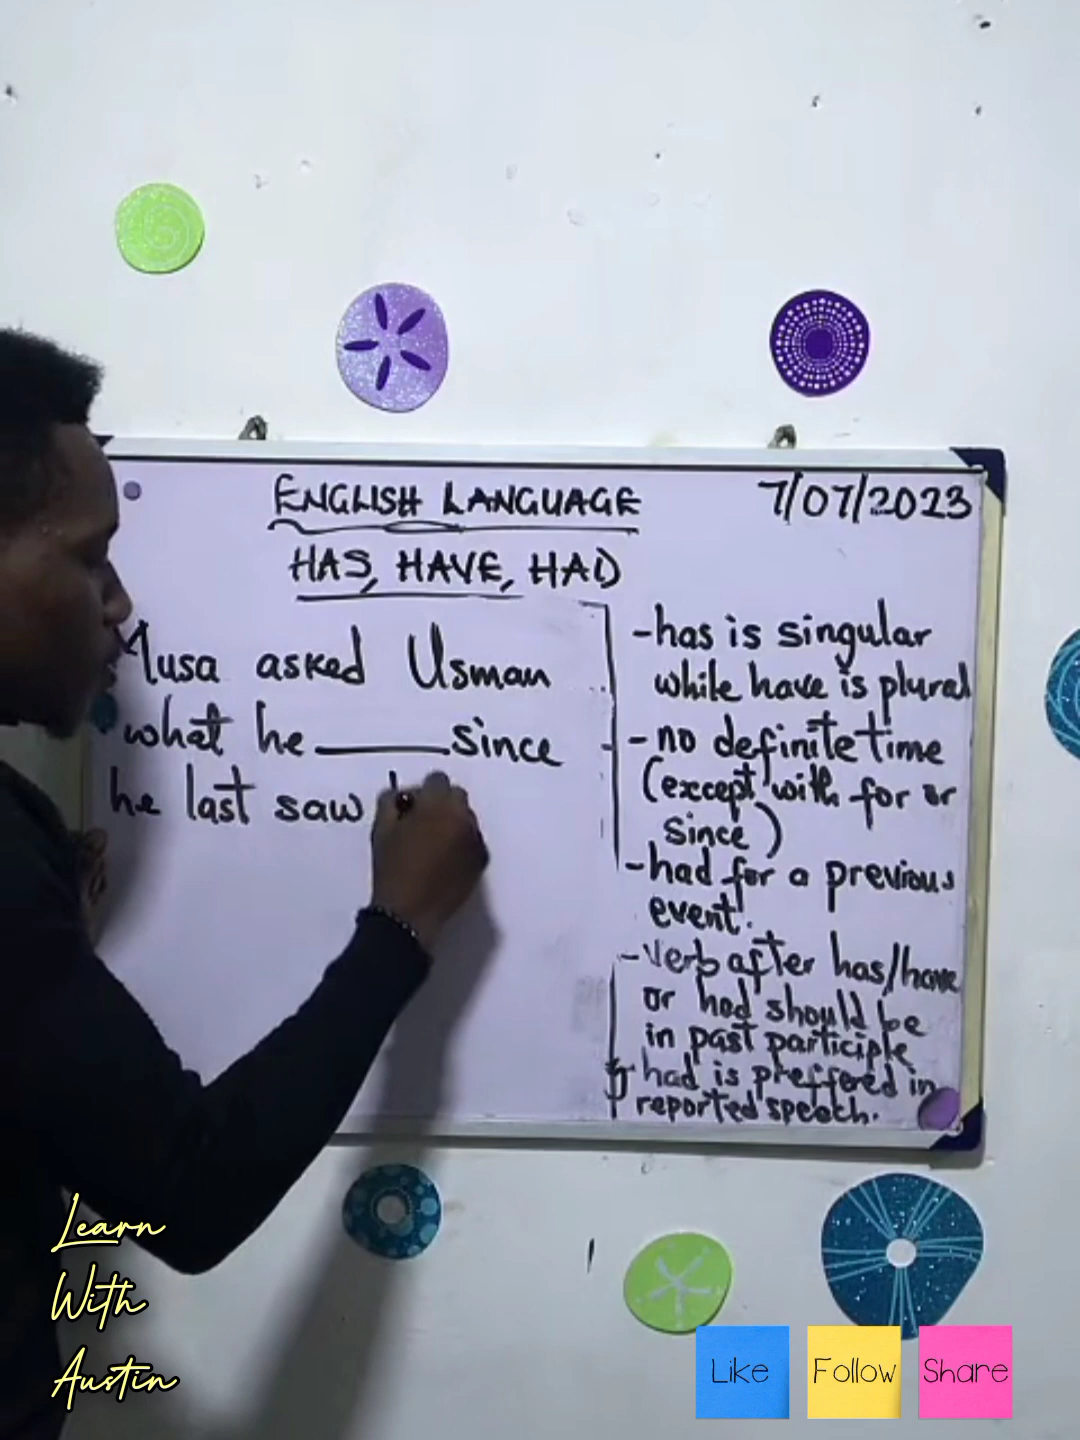 ENGLISH LANGUAGE
7/07/2023
HAS, HAVE, HAD
Musa asked Usman
what he ______ since
he last saw
-has is singular
while have is plural
-no definite time
(except with for or
since)
-had for a previous
event.
-verb after has/have
or had should be
in past participle
had is preffered in
reported speech.
Learn
With
Austin
Like
Follow
Share